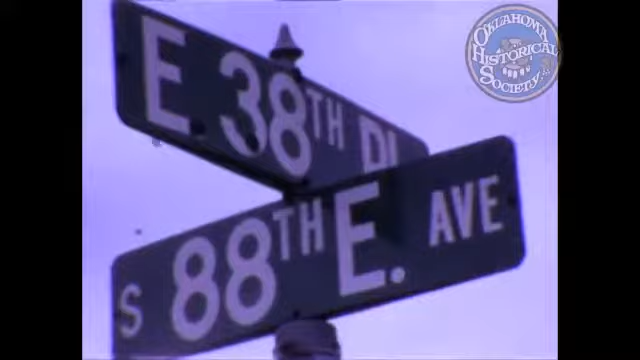 E 38TH PL
S 88TH E. AVE
OKLAHOMA
HISTORICAL
SOCIETY